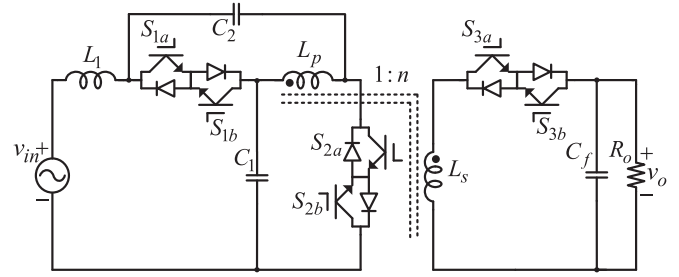 C2
S1a
S3a
L1
Lp
1:n
S1b
S3b
vin
+
−
C1
S2a
S2b
Ls
Cf
Ro
+
vo
−